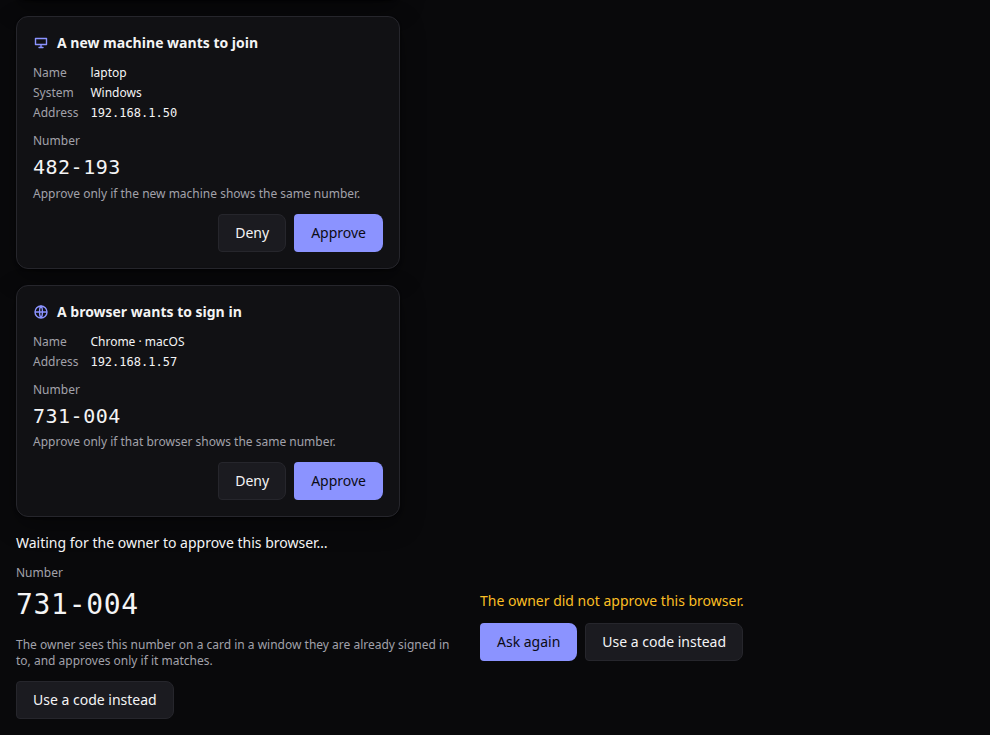 A new machine wants to join
Name laptop
System Windows
Address 192.168.1.50
Number
482-193
Approve only if the new machine shows the same number.
Deny Approve
A browser wants to sign in
Name Chrome · macOS
Address 192.168.1.57
Number
731-004
Approve only if that browser shows the same number.
Deny Approve
Waiting for the owner to approve this browser...
Number
731-004
The owner sees this number on a card in a window they are already signed in
to, and approves only if it matches.
Use a code instead
The owner did not approve this browser.
Ask again Use a code instead